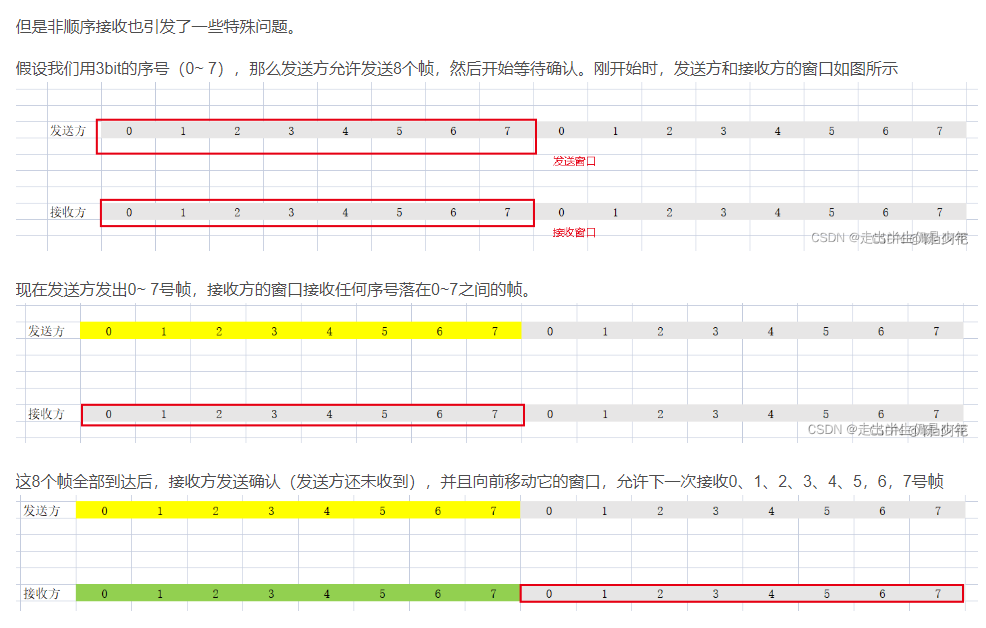 但是非顺序接收也引发了一些特殊问题。
假设我们用3bit的序号（0~ 7），那么发送方允许发送8个帧，然后开始等待确认。刚开始时，发送方和接收方的窗口如图所示
发送方 0 1 2 3 4 5 6 7 0 1 2 3 4 5 6 7
发送窗口
接收方 0 1 2 3 4 5 6 7 0 1 2 3 4 5 6 7
接收窗口
CSDN @走出半生仍是少年
现在发送方发出0~ 7号帧，接收方的窗口接收任何序号落在0~7之间的帧。
发送方 0 1 2 3 4 5 6 7 0 1 2 3 4 5 6 7
接收方 0 1 2 3 4 5 6 7 0 1 2 3 4 5 6 7
CSDN @走出半生仍是少年
这8个帧全部到达后，接收方发送确认（发送方还未收到），并且向前移动它的窗口，允许下一次接收0、1、2、3、4、5，6，7号帧
发送方 0 1 2 3 4 5 6 7 0 1 2 3 4 5 6 7
接收方 0 1 2 3 4 5 6 7 0 1 2 3 4 5 6 7